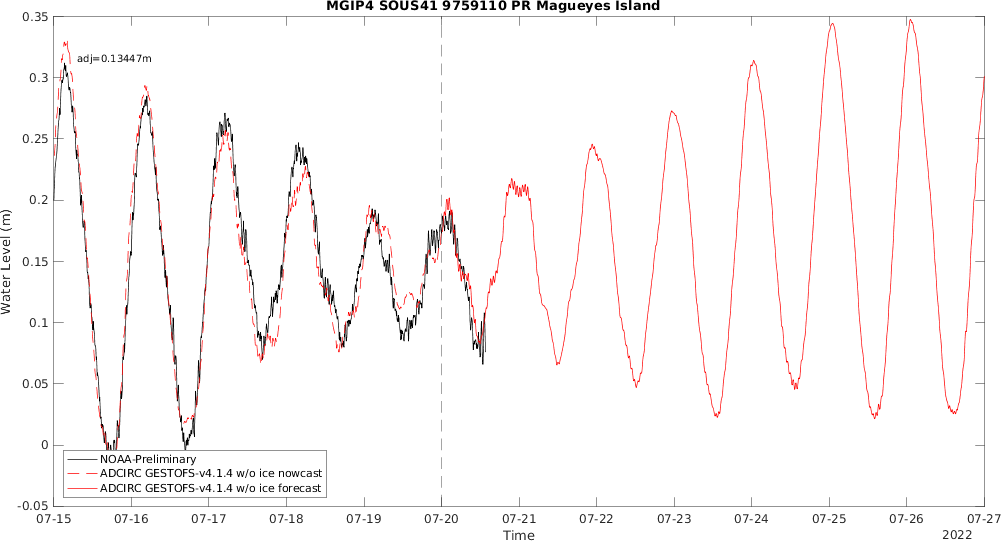 MGIP4 SOUS41 9759110 PR Magueyes Island
0.35
0.3
0.25
0.2
0.15
0.1
0.05
0
-0.05
Water Level (m)
adj=0.13447m
NOAA-Preliminary
ADCIRC GESTOFS-v4.1.4 w/o ice nowcast
ADCIRC GESTOFS-v4.1.4 w/o ice forecast
07-15 07-16 07-17 07-18 07-19 07-20 07-21 07-22 07-23 07-24 07-25 07-26 07-27
Time
2022